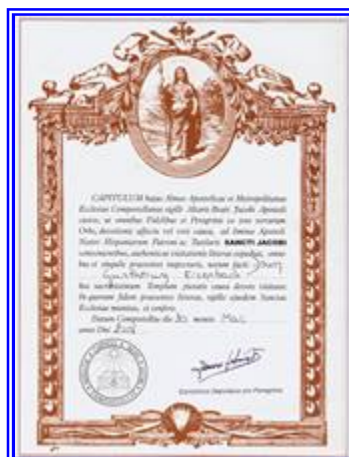 CAPITULUM hujus Almae Apostolicae et Metropolitanae
Ecclesiae Compostellanae sigilli Altaris Beati Jacobi Apostoli
custos, ut omnibus Fidelibus et Peregrinis ex toto terrarum
Orbe, devotionis affectu vel voti causa, ad limina Apostoli
Nostri Hispaniarum Patroni ac Tutelaris SANCTI JACOBI
convenientibus, authenticas visitationis litteras expediat, omni-
bus et singulis praesentes inspecturis, notum facit:
Eisenbach
hoc sacratissimum Templum pietatis causa devote visitasse.
In quorum fidem praesentes litteras, sigillo ejusdem Sanctae
Ecclesiae munitas, ei confero.
Datum Compostellae die 30 mensis Maii
anno Dni
Canonicus Deputatus pro Peregrinis